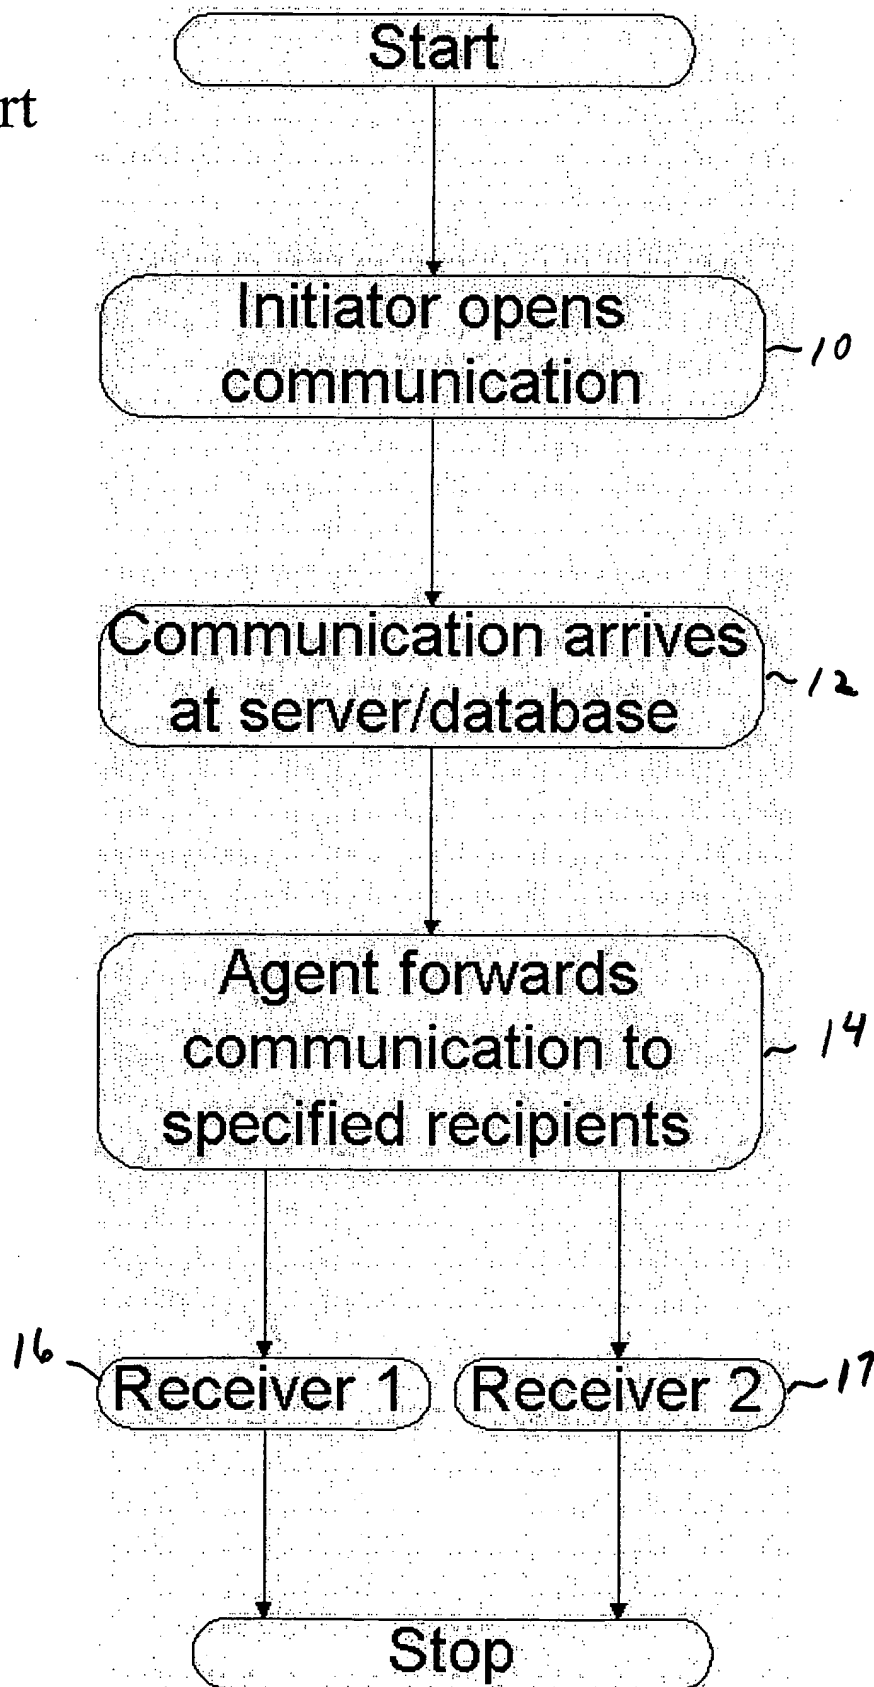 Start
rt
Initiator opens
communication
10
Communication arrives
at server/database
12
Agent forwards
communication to
specified recipients
14
16
Receiver 1
Receiver 2
17
Stop